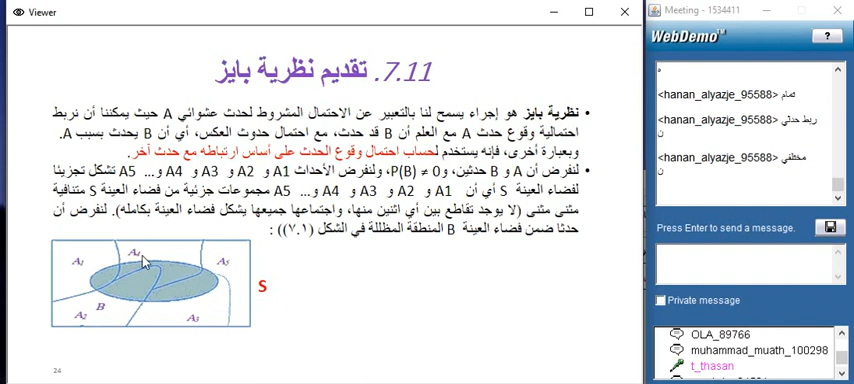 Viewer
Meeting - 1534411
7.11. تقديم نظرية بايز
• نظرية بايز هو إجراء يسمح لنا بالتعبير عن الاحتمال المشروط لحدث عشوائي A حيث يمكننا أن نربط
احتمالية وقوع حدث A مع العلم أن B قد حدث، مع احتمال حدوث العكس، أي أن B يحدث بسبب A.
وبعبارة أخرى، فإنه يستخدم لحساب احتمال وقوع الحدث على أساس ارتباطه مع حدث آخر.
• لنفرض أن A و B حدثين، و P(B) ≠ 0، ولنفرض الأحداث A1 و A2 و A3 و A4 و... A5 تشكل تجزيئا
لفضاء العينة S أي أن A1 و A2 و A3 و A4 و... A5 مجموعات جزئية من فضاء العينة S متنافية
مثنى مثنى (لا يوجد تقاطع بين أي اثنين منها، واجتماعها جميعها يشكل فضاء العينة بكامله). لنفرض أن
حدثا ضمن فضاء العينة B المنطقة المظللة في الشكل (٧.١)) :
A1 A4 A5
B
A2 A3
S
24
WebDemo™
?
ه
<hanan_alyazje_95588> تمام
<hanan_alyazje_95588> ربط حدثي
ن
<hanan_alyazje_95588> مختلفي
ن
Press Enter to send a message.
Private message
OLA_89766
muhammad_muath_100298
t_thasan